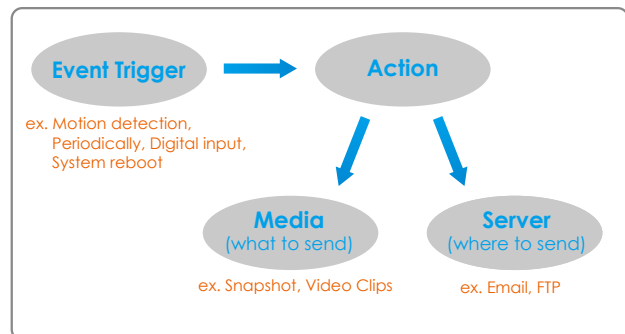 Event Trigger
Action
ex. Motion detection,
Periodically, Digital input,
System reboot
Media
(what to send)
Server
(where to send)
ex. Snapshot, Video Clips
ex. Email, FTP